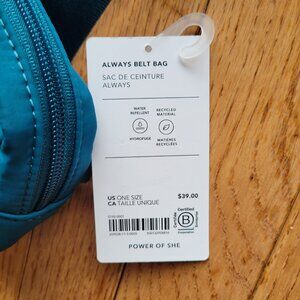 ALWAYS BELT BAG
SAC DE CEINTURE
ALWAYS
WATER
REPELLENT
RECYCLED
MATERIAL
HYDROFUGE
MATIÈRES
RECYCLÉES
US ONE SIZE
CA TAILLE UNIQUE
$39.00
Certified
B
Corporation
POWER OF SHE